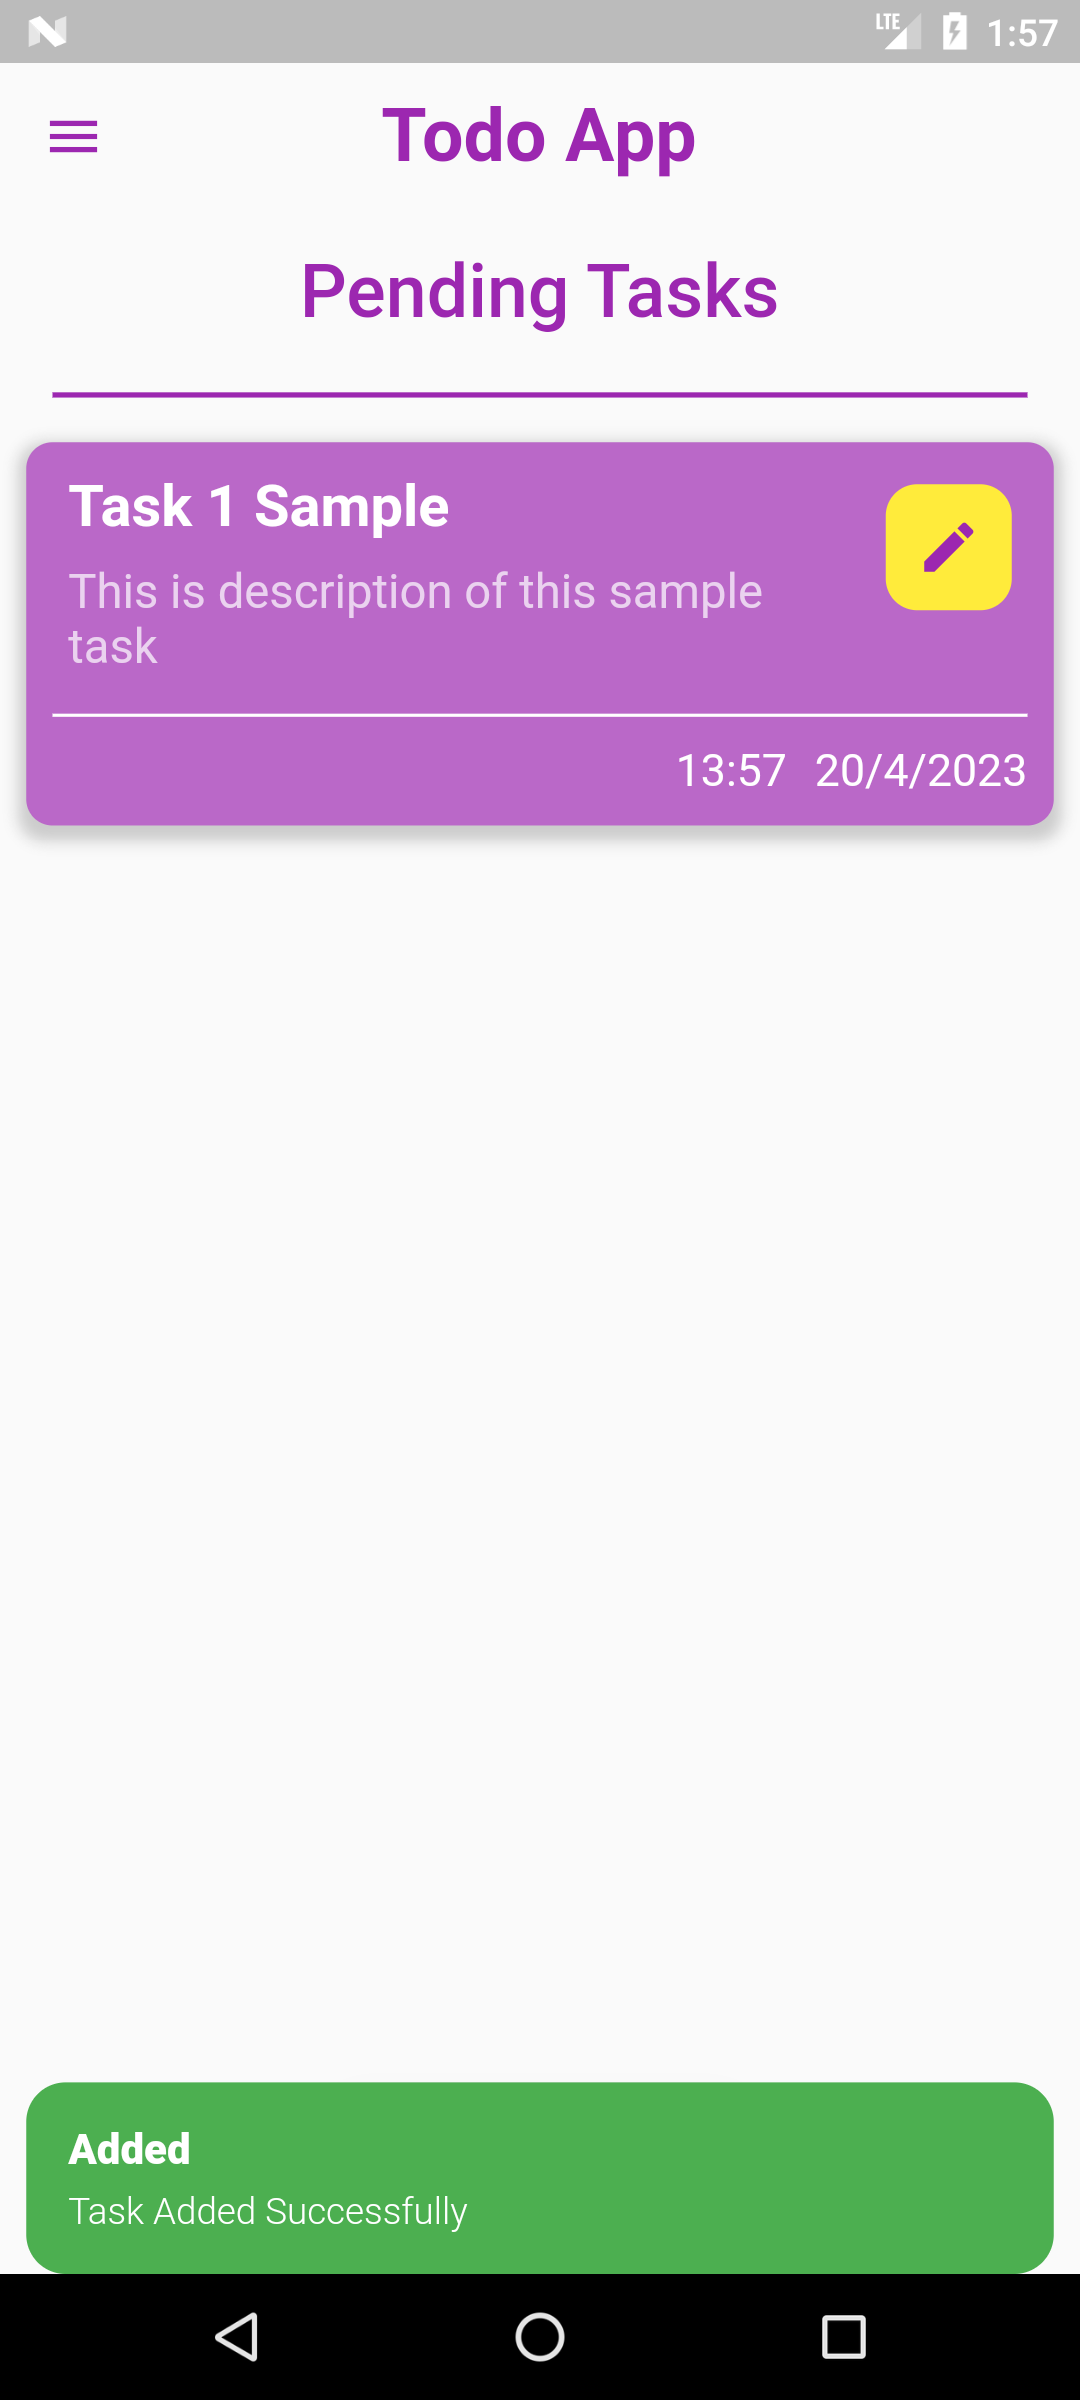 LTE 1:57
Todo App
Pending Tasks
Task 1 Sample
This is description of this sample
task
13:57 20/4/2023
Added
Task Added Successfully